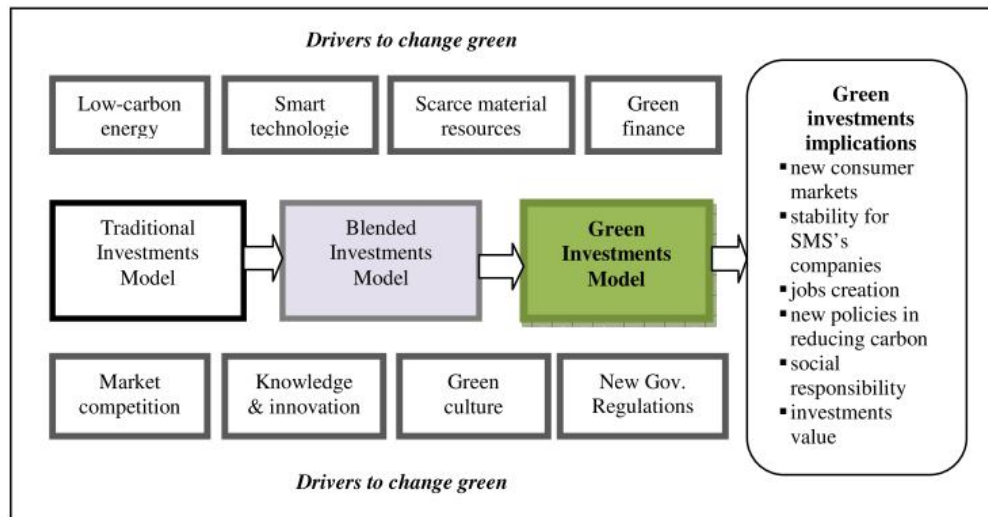 Drivers to change green
Low-carbon
energy
Smart
technologie
Scarce material
resources
Green
finance
Traditional
Investments
Model
Blended
Investments
Model
Green
Investments
Model
Market
competition
Knowledge
& innovation
Green
culture
New Gov.
Regulations
Drivers to change green
Green
investments
implications
▪ new consumer
markets
▪ stability for
SMS's
companies
▪ jobs creation
▪ new policies in
reducing carbon
▪ social
responsibility
▪ investments
value